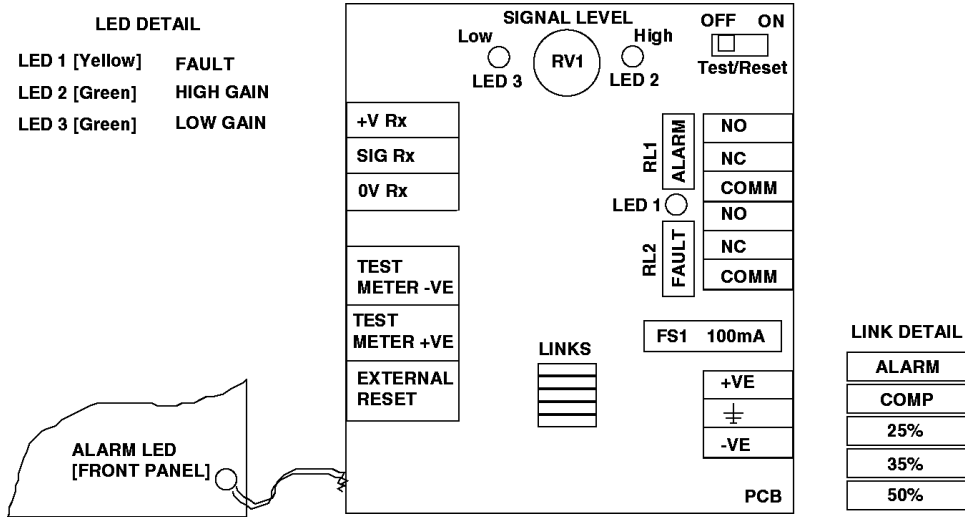 LED DETAIL
LED 1 [Yellow] FAULT
LED 2 [Green] HIGH GAIN
LED 3 [Green] LOW GAIN
SIGNAL LEVEL
Low
High
RV1
LED 3
LED 2
OFF ON
Test/Reset
+V Rx
SIG Rx
0V Rx
RL1
ALARM
NO
NC
COMM
LED 1
RL2
FAULT
NO
NC
COMM
TEST
METER -VE
TEST
METER +VE
EXTERNAL
RESET
LINKS
FS1 100mA
+VE
-VE
PCB
ALARM LED
[FRONT PANEL]
LINK DETAIL
ALARM
COMP
25%
35%
50%